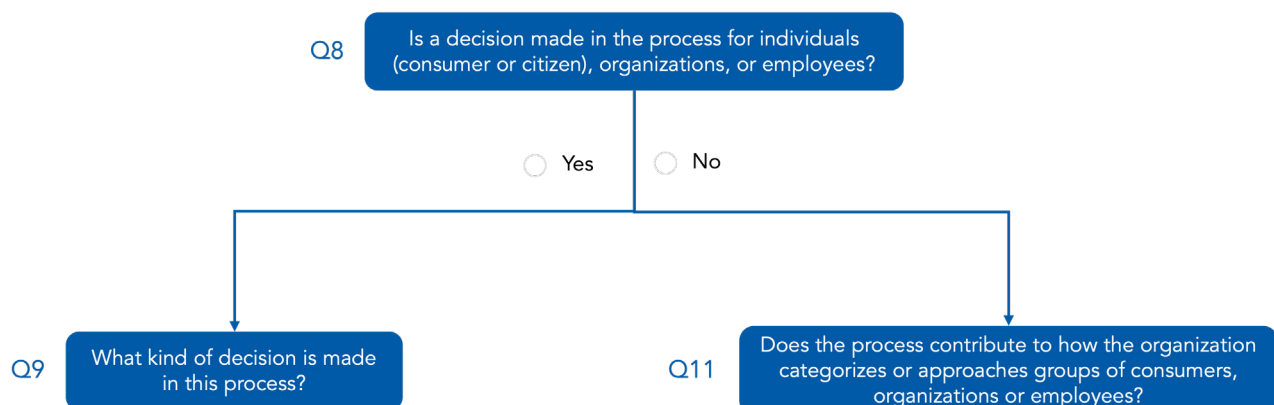 Q8
Is a decision made in the process for individuals
(consumer or citizen), organizations, or employees?
Yes
No
Q9
What kind of decision is made
in this process?
Q11
Does the process contribute to how the organization
categorizes or approaches groups of consumers,
organizations or employees?